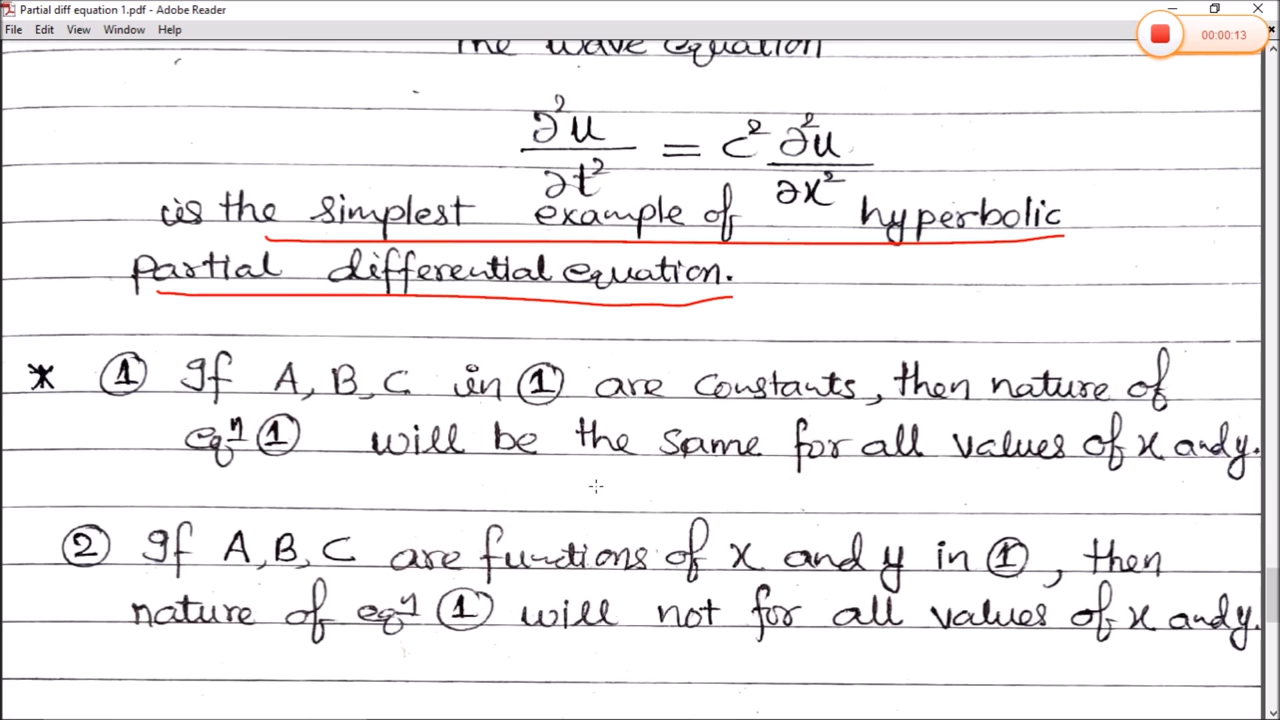 Partial diff equation 1.pdf - Adobe Reader
File Edit View Window Help
00:00:13
The wave equation
∂²u/∂t² = c² ∂²u/∂x²
is the simplest example of hyperbolic
partial differential equation.
* ① If A, B, C in ① are constants, then nature of
eqⁿ ① will be the same for all values of x and y.
② If A, B, C are functions of x and y in ①, then
nature of eqⁿ ① will not for all values of x and y.